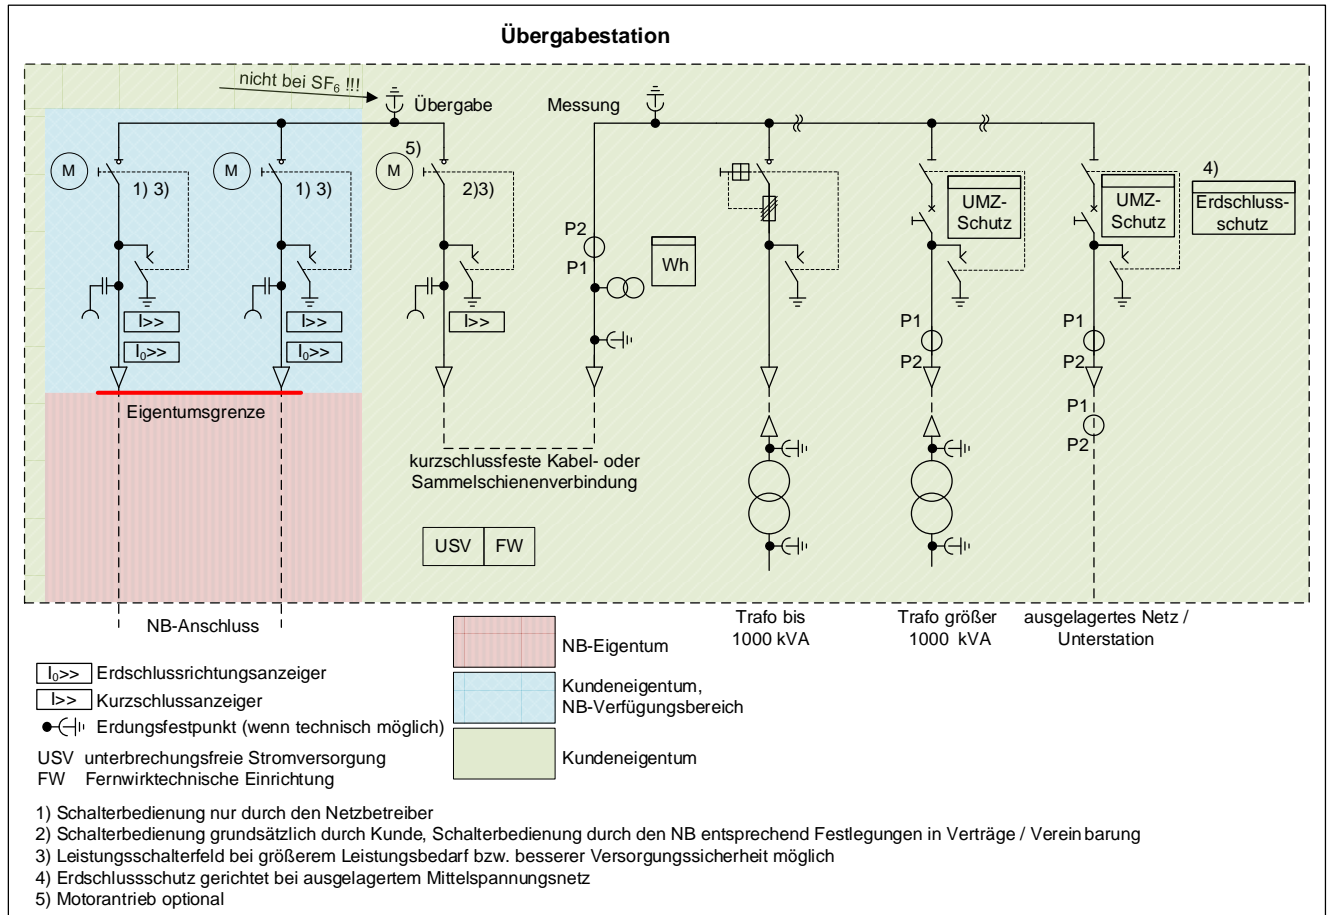 Übergabestation
nicht bei SF₆ !!!
Übergabe
Messung
M
1) 3)
M
1) 3)
5)
M
2)3)
4)
UMZ-
Schutz
UMZ-
Schutz
Erdschluss-
schutz
P2
P1
Wh
I>>
I₀>>
I>>
I₀>>
I>>
P1
P2
P1
P2
P1
P2
Eigentumsgrenze
kurzschlussfeste Kabel- oder
Sammelschienenverbindung
USV
FW
NB-Anschluss
Trafo bis
1000 kVA
Trafo größer
1000 kVA
ausgelagertes Netz /
Unterstation
I₀>> Erdschlussrichtungsanzeiger
I>> Kurzschlussanzeiger
Erdungsfestpunkt (wenn technisch möglich)
USV unterbrechungsfreie Stromversorgung
FW Fernwirktechnische Einrichtung
NB-Eigentum
Kundeneigentum,
NB-Verfügungsbereich
Kundeneigentum
1) Schalterbedienung nur durch den Netzbetreiber
2) Schalterbedienung grundsätzlich durch Kunde, Schalterbedienung durch den NB entsprechend Festlegungen in Verträge / Vereinbarung
3) Leistungsschalterfeld bei größerem Leistungsbedarf bzw. besserer Versorgungssicherheit möglich
4) Erdschlussschutz gerichtet bei ausgelagertem Mittelspannungsnetz
5) Motorantrieb optional